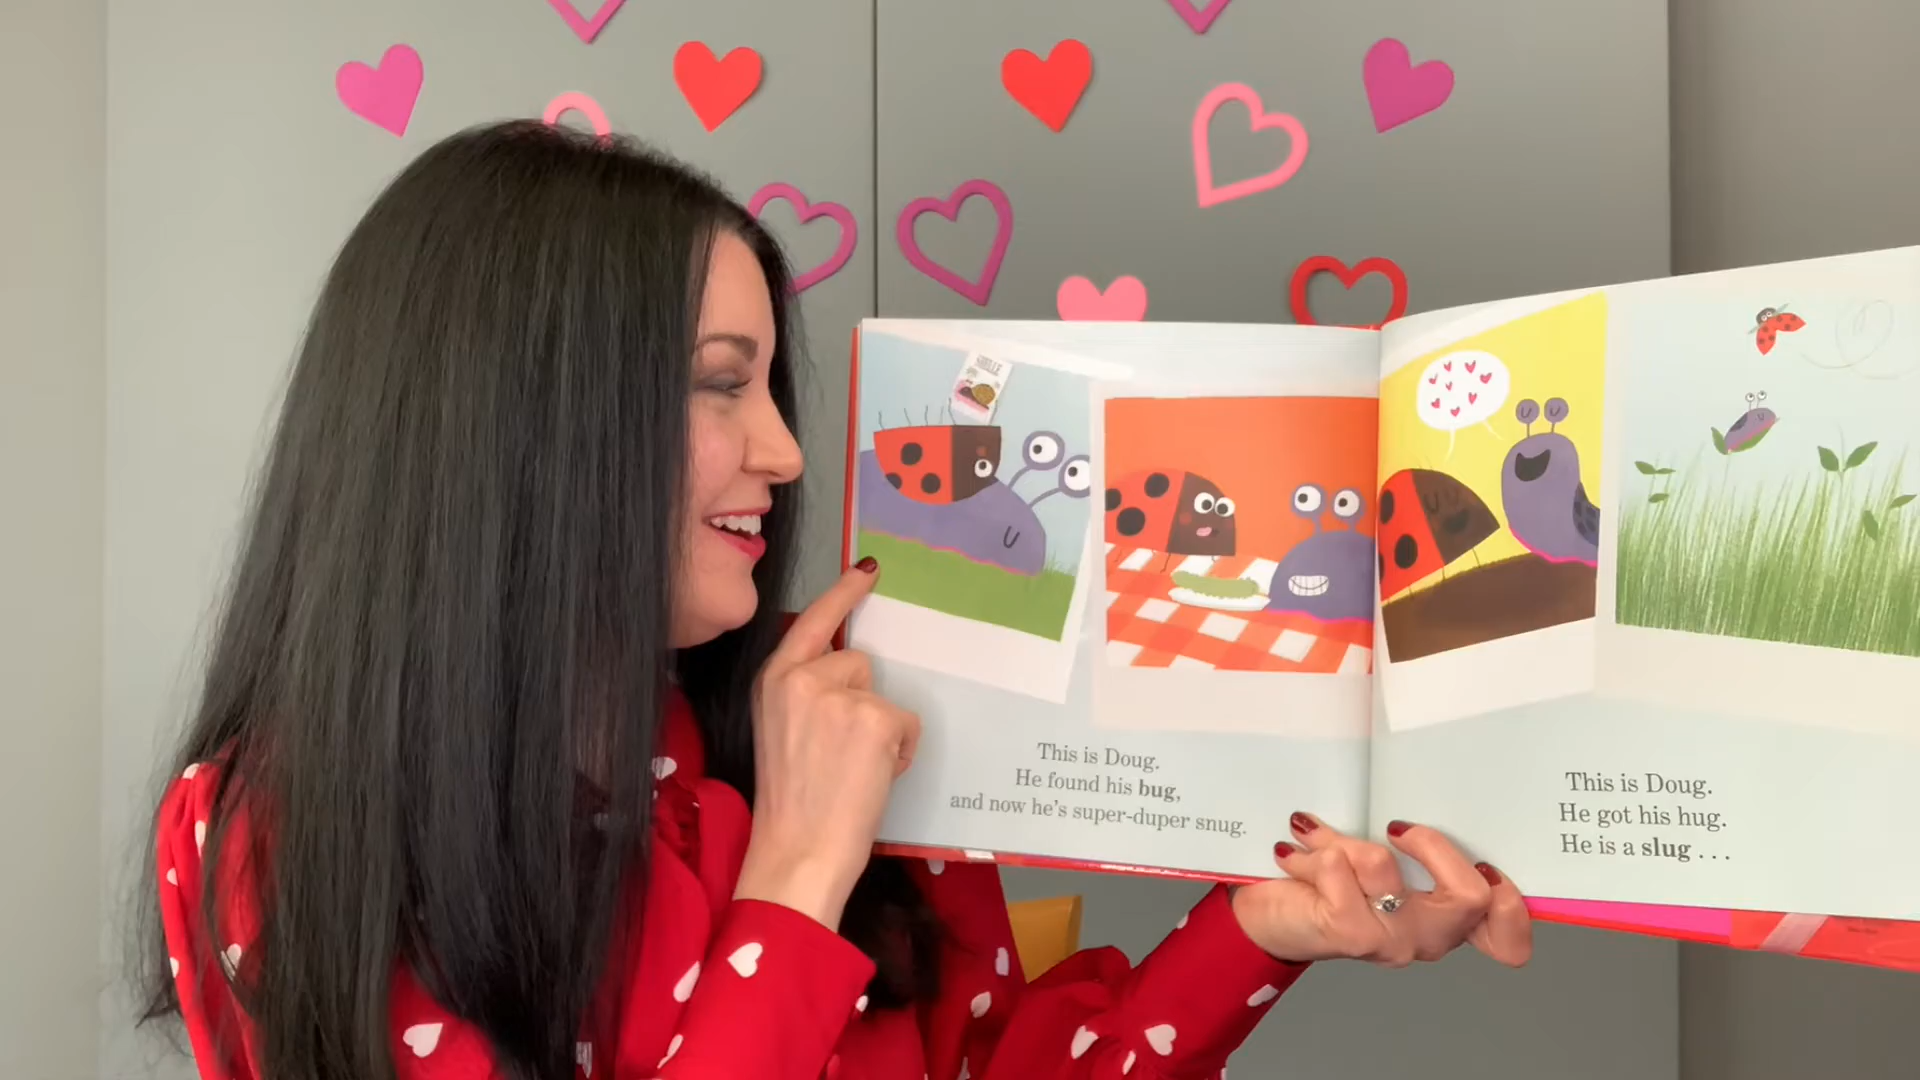 This is Doug.
He found his bug,
and now he's super-duper snug.
This is Doug.
He got his hug.
He is a slug . . .